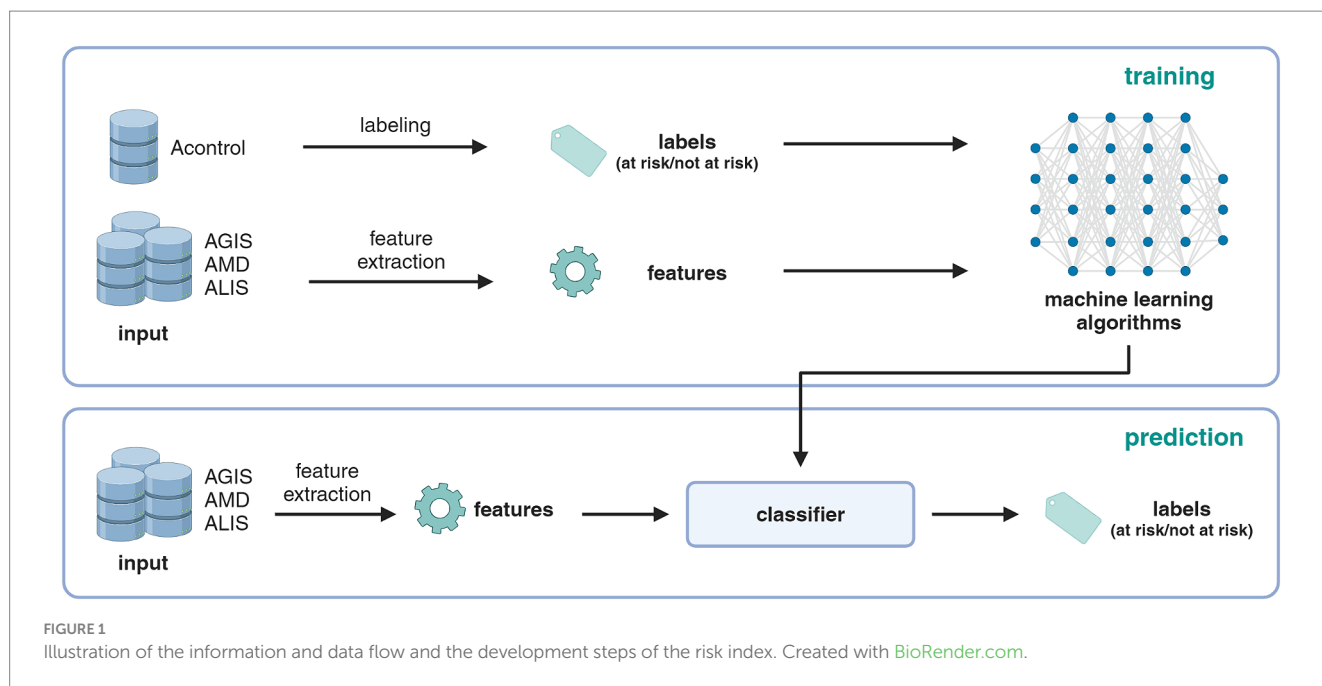 training
Acontrol
labeling
labels
(at risk/not at risk)
AGIS
AMD
ALIS
input
feature
extraction
features
machine learning
algorithms
prediction
AGIS
AMD
ALIS
input
feature
extraction
features
classifier
labels
(at risk/not at risk)
FIGURE 1
Illustration of the information and data flow and the development steps of the risk index. Created with BioRender.com.